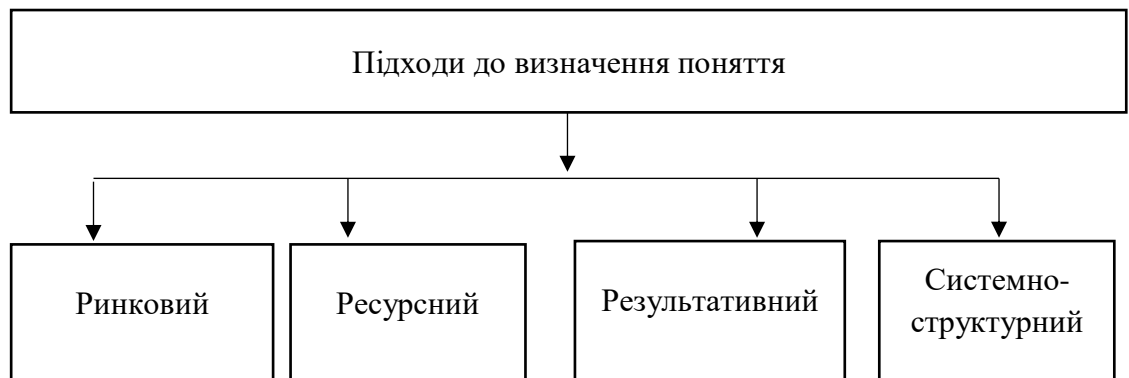 Підходи до визначення поняття
Ринковий
Ресурсний
Результативний
Системно-
структурний